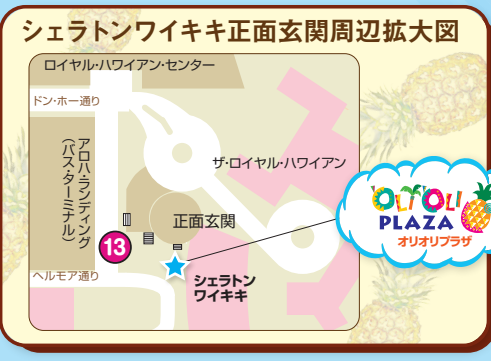 シェラトンワイキキ正面玄関周辺拡大図
ロイヤル・ハワイアン・センター
ドン・ホー通り
アロハ・ランディング
(バス・ターミナル)
ザ・ロイヤル・ハワイアン
正面玄関
13
ヘルモア通り
シェラトン
ワイキキ
'OLI'OLI
PLAZA
オリオリプラザ